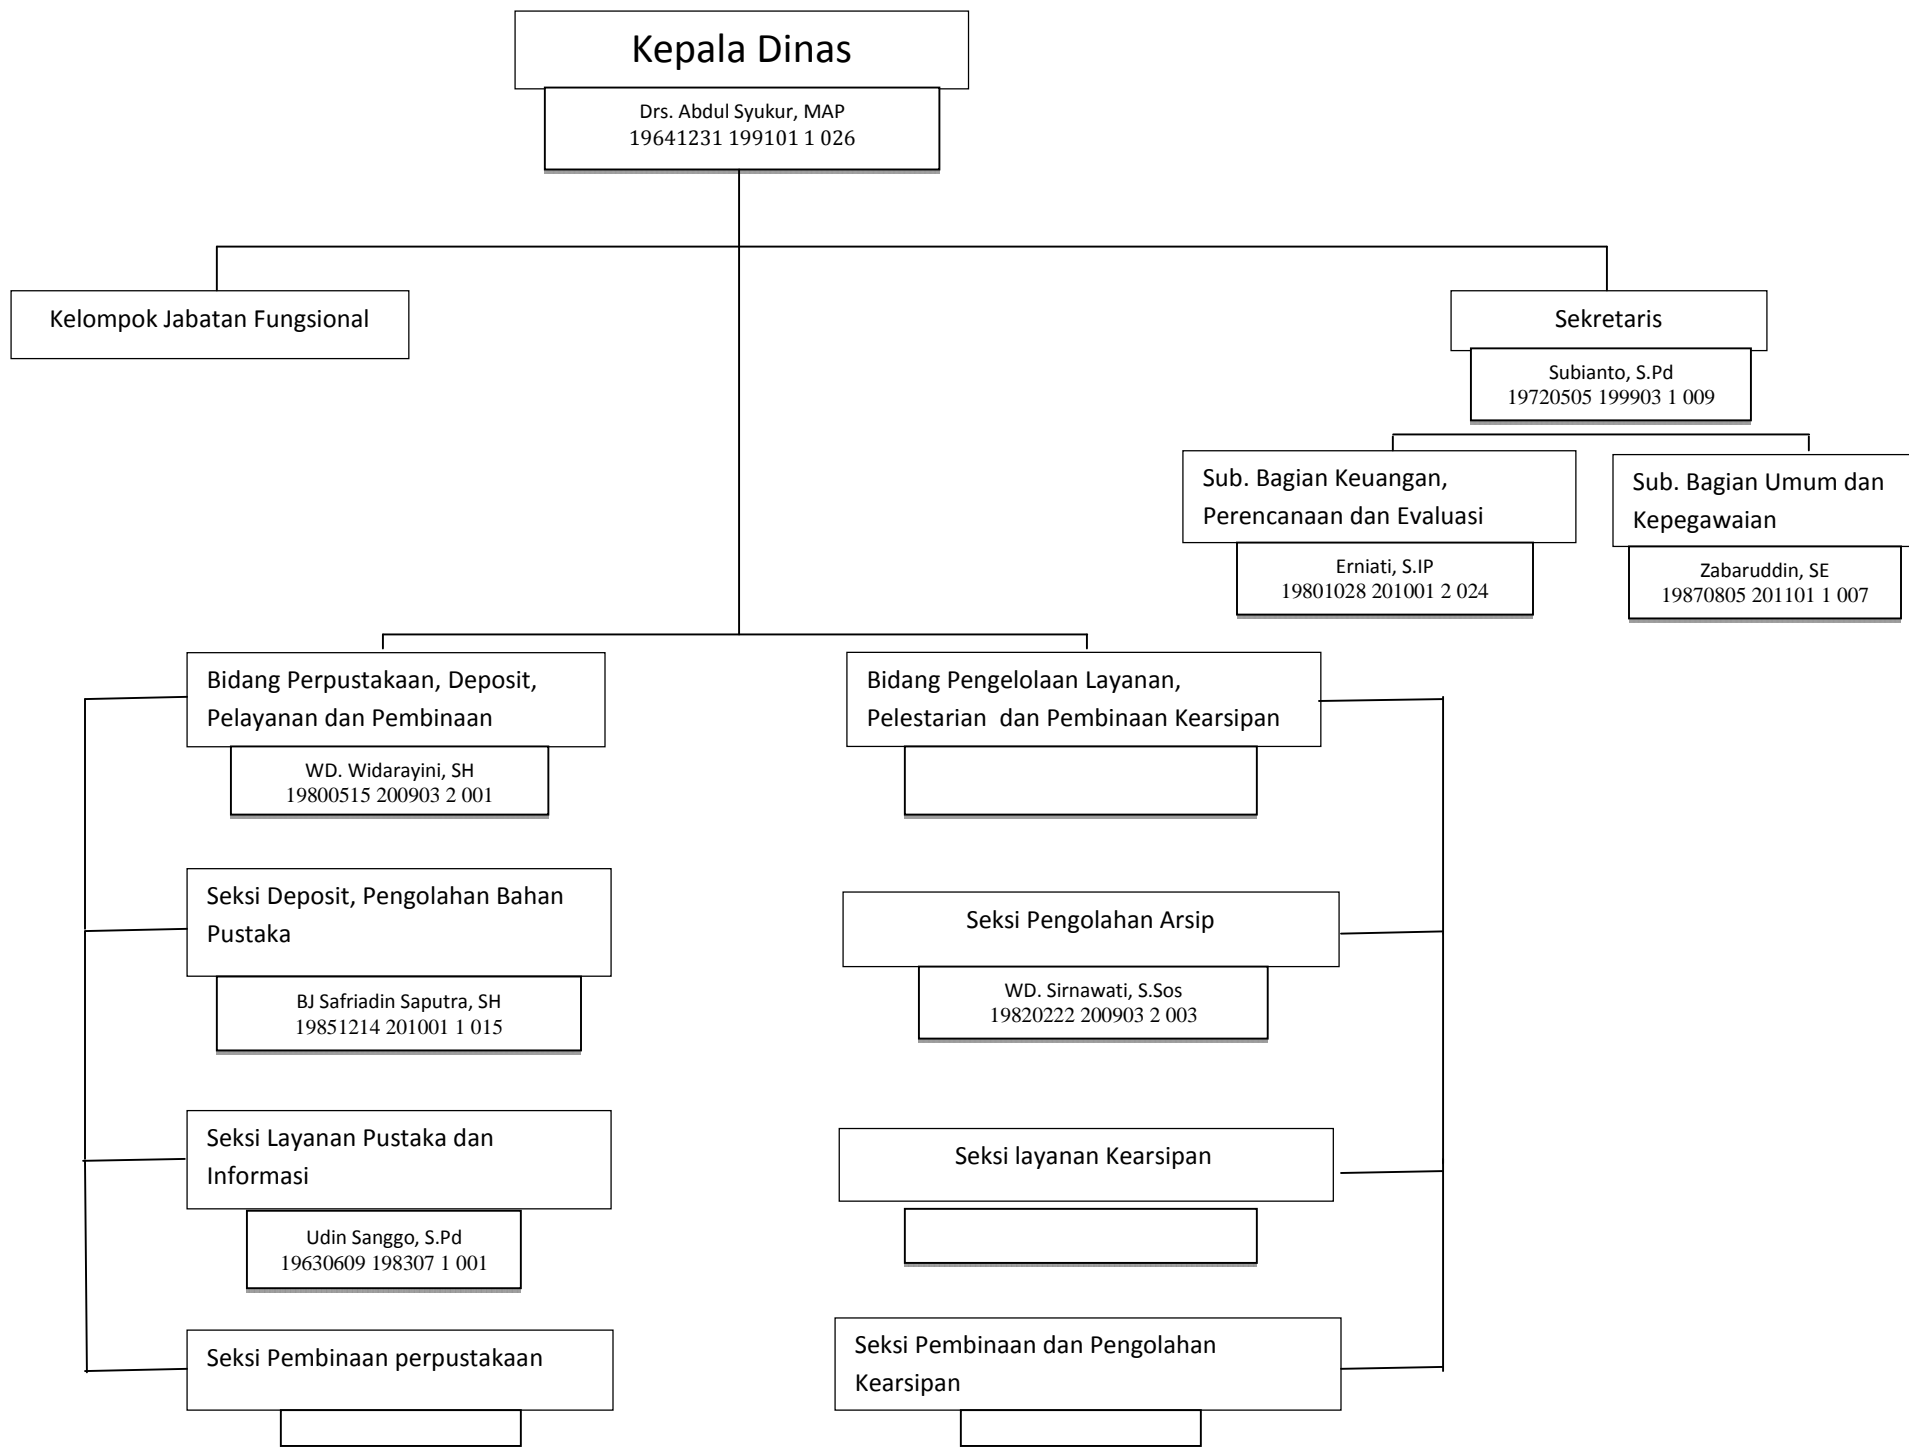 Kepala Dinas
Drs. Abdul Syukur, MAP
19641231 199101 1 026
Kelompok Jabatan Fungsional
Sekretaris
Subianto, S.Pd
19720505 199903 1 009
Sub. Bagian Keuangan,
Perencanaan dan Evaluasi
Erniati, S.IP
19801028 201001 2 024
Sub. Bagian Umum dan
Kepegawaian
Zabaruddin, SE
19870805 201101 1 007
Bidang Perpustakaan, Deposit,
Pelayanan dan Pembinaan
WD. Widarayini, SH
19800515 200903 2 001
Bidang Pengelolaan Layanan,
Pelestarian dan Pembinaan Kearsipan
Seksi Deposit, Pengolahan Bahan
Pustaka
BJ Safriadin Saputra, SH
19851214 201001 1 015
Seksi Pengolahan Arsip
WD. Sirnawati, S.Sos
19820222 200903 2 003
Seksi Layanan Pustaka dan
Informasi
Udin Sanggo, S.Pd
19630609 198307 1 001
Seksi layanan Kearsipan
Seksi Pembinaan perpustakaan
Seksi Pembinaan dan Pengolahan
Kearsipan